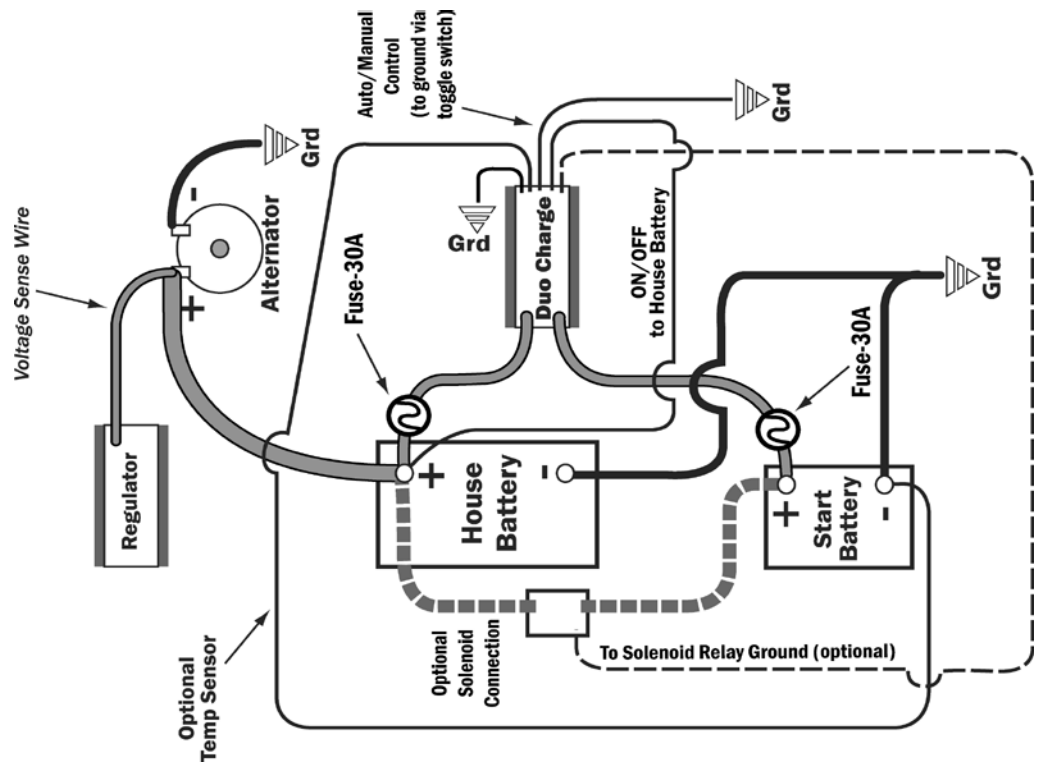 Auto/Manual
Control
(to ground via
toggle switch)
Grd
Grd
Grd
Voltage Sense Wire
-
+
Alternator
Fuse-30A
Duo Charge
ON/OFF
to House Battery
Grd
Fuse-30A
Regulator
+
-
House
Battery
+
-
Start
Battery
Optional
Solenoid
Connection
To Solenoid Relay Ground (optional)
Optional
Temp Sensor